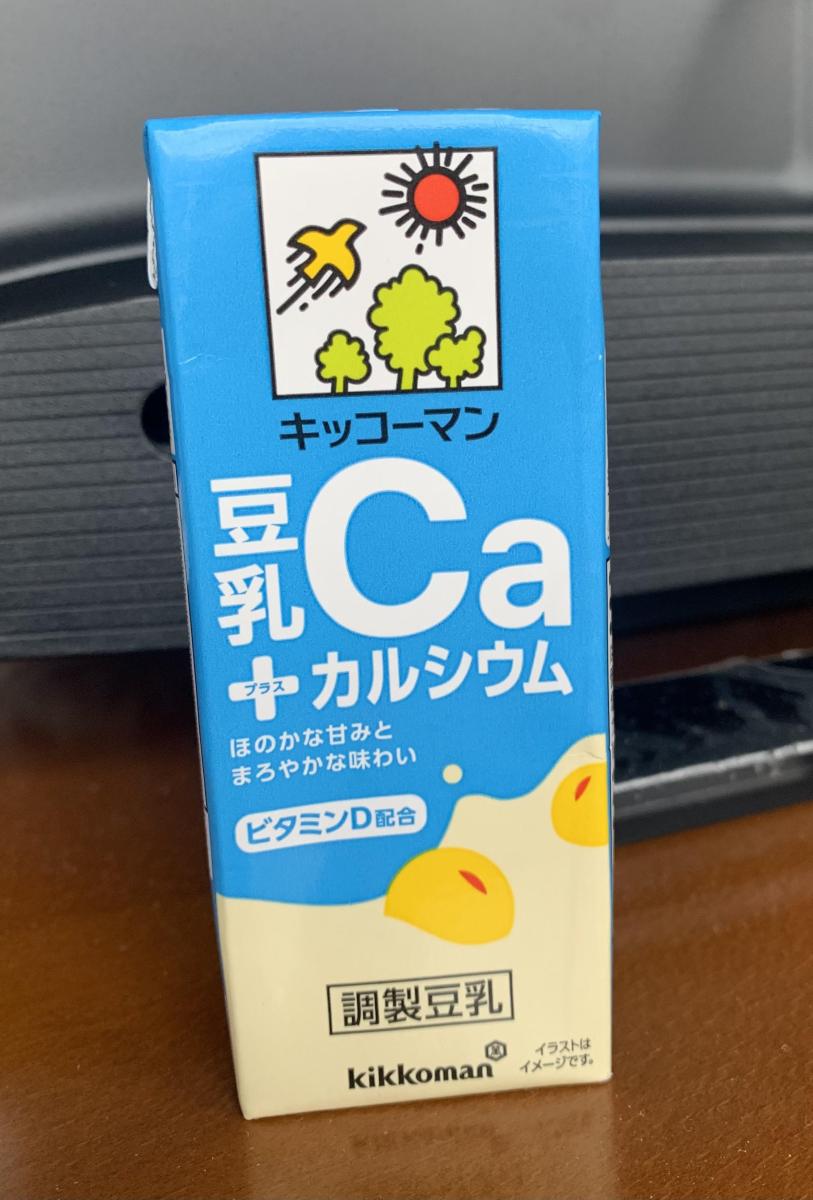 キッコーマン
豆乳
Ca
プラス
カルシウム
ほのかな甘みと
まろやかな味わい
ビタミンD配合
調製豆乳
kikkoman
イラストは
イメージです。